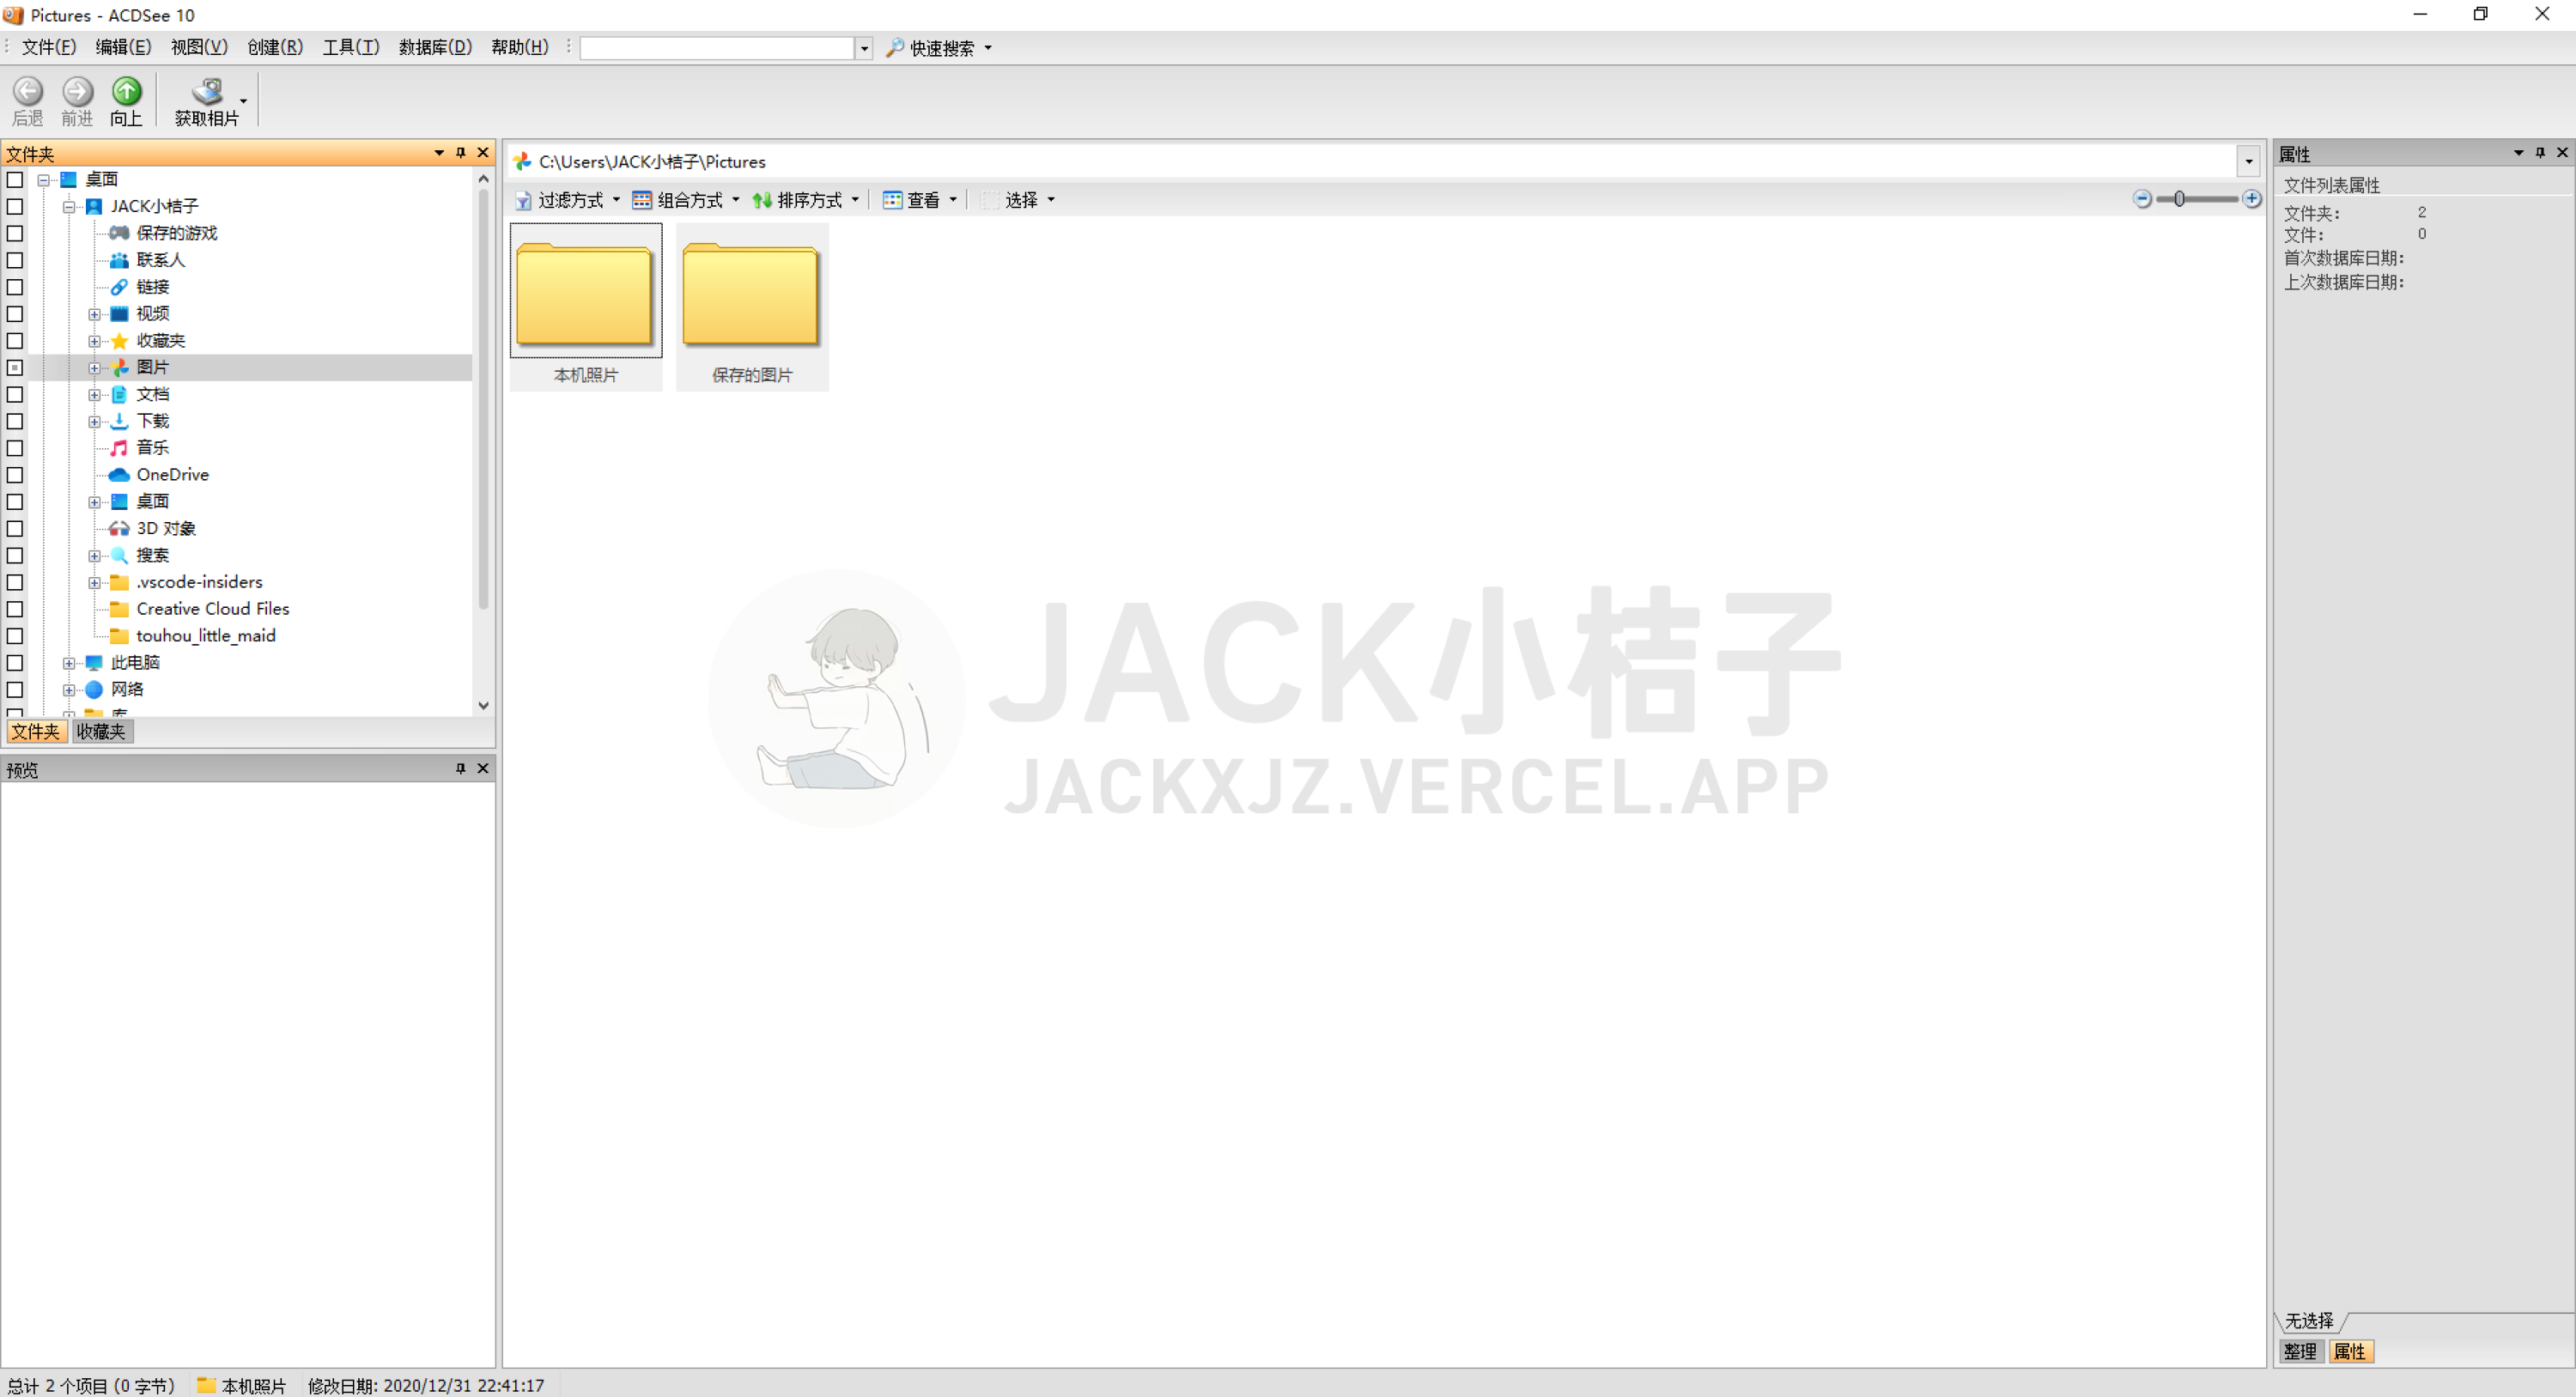 Pictures - ACDSee 10
文件(F) 编辑(E) 视图(V) 创建(R) 工具(T) 数据库(D) 帮助(H) 快速搜索
后退 前进 向上 获取相片
文件夹
桌面
JACK小桔子
保存的游戏
联系人
链接
视频
收藏夹
图片
文档
下载
音乐
OneDrive
桌面
3D 对象
搜索
.vscode-insiders
Creative Cloud Files
touhou_little_maid
此电脑
网络
库
文件夹 收藏夹
预览
C:\Users\JACK小桔子\Pictures
过滤方式 组合方式 排序方式 查看 选择
本机照片 保存的图片
JACK小桔子
JACKXJZ.VERCEL.APP
属性
文件列表属性
文件夹: 2
文件: 0
首次数据库日期:
上次数据库日期:
无选择
整理 属性
总计 2 个项目 (0 字节) 本机照片 修改日期: 2020/12/31 22:41:17